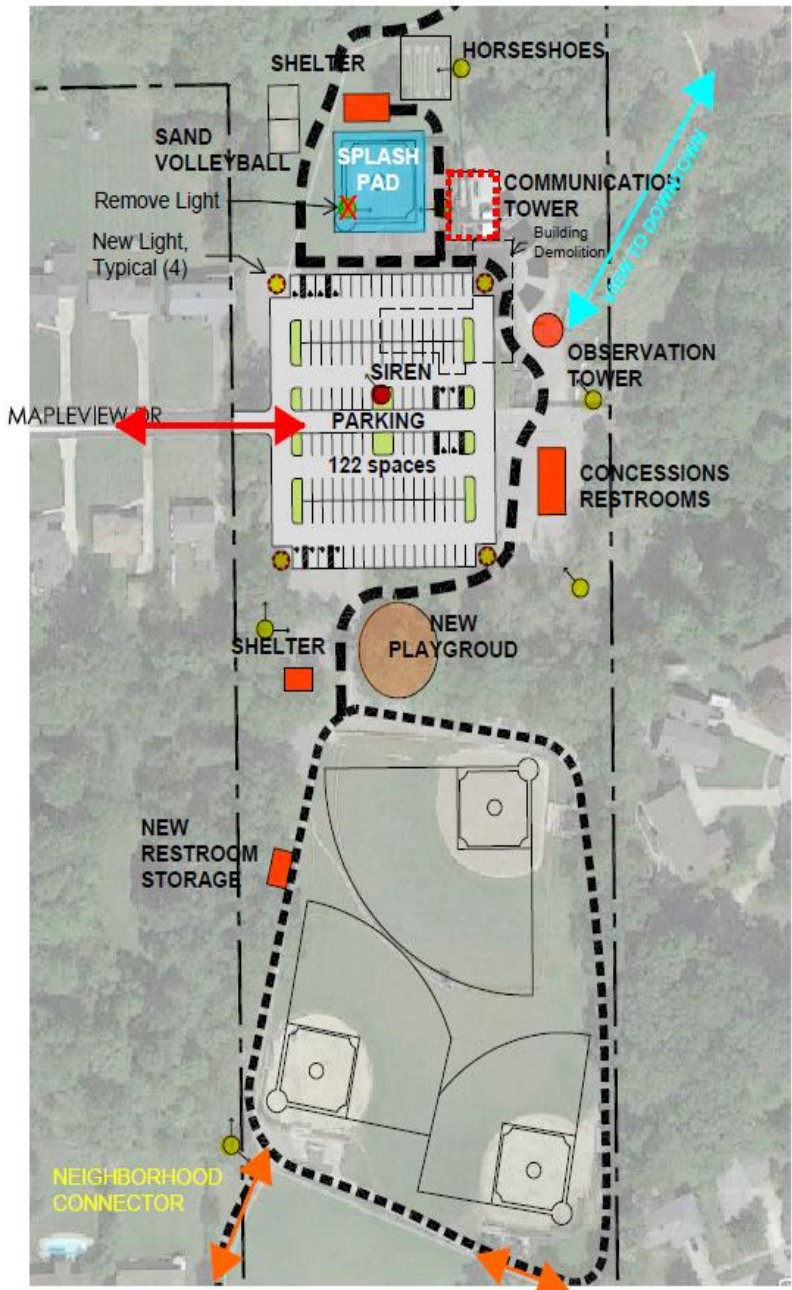 SHELTER
HORSESHOES
SAND
VOLLEYBALL
SPLASH
PAD
Remove Light
COMMUNICATION
TOWER
New Light,
Typical (4)
Building
Demolition
VIEW TO DOWNTOWN
OBSERVATION
TOWER
SIREN
MAPLEVIEW DR
PARKING
122 spaces
CONCESSIONS
RESTROOMS
NEW
PLAYGROUD
SHELTER
NEW
RESTROOM
STORAGE
NEIGHBORHOOD
CONNECTOR